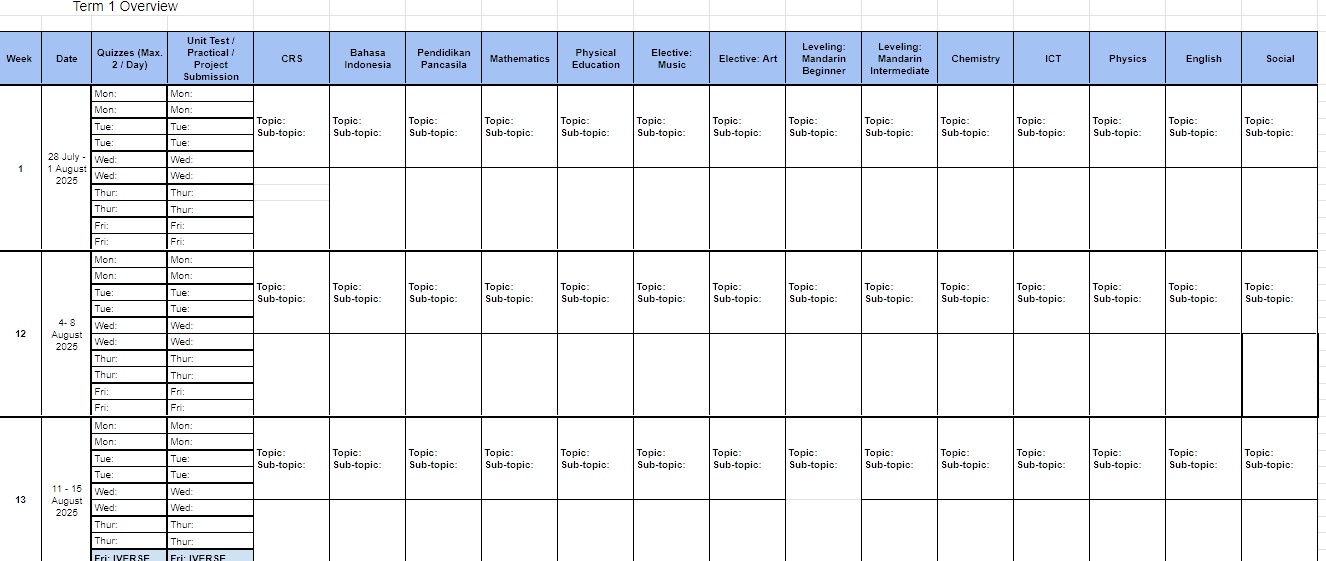 Term 1 Overview
Week
Date
Quizzes (Max. 2 / Day)
Unit Test / Practical / Project Submission
CRS
Bahasa Indonesia
Pendidikan Pancasila
Mathematics
Physical Education
Elective: Music
Elective: Art
Leveling: Mandarin Beginner
Leveling: Mandarin Intermediate
Chemistry
ICT
Physics
English
Social
1
28 July - 1 August 2025
Mon: Mon:
Mon: Mon:
Tue: Tue:
Tue: Tue:
Wed: Wed:
Wed: Wed:
Thur: Thur:
Thur: Thur:
Fri: Fri:
Fri: Fri:
Topic: Topic: Topic: Topic: Topic: Topic: Topic: Topic: Topic: Topic: Topic: Topic: Topic: Topic:
Sub-topic: Sub-topic: Sub-topic: Sub-topic: Sub-topic: Sub-topic: Sub-topic: Sub-topic: Sub-topic: Sub-topic: Sub-topic: Sub-topic: Sub-topic: Sub-topic:
12
4- 8 August 2025
Mon: Mon:
Mon: Mon:
Tue: Tue:
Tue: Tue:
Wed: Wed:
Wed: Wed:
Thur: Thur:
Thur: Thur:
Fri: Fri:
Fri: Fri:
Topic: Topic: Topic: Topic: Topic: Topic: Topic: Topic: Topic: Topic: Topic: Topic: Topic: Topic:
Sub-topic: Sub-topic: Sub-topic: Sub-topic: Sub-topic: Sub-topic: Sub-topic: Sub-topic: Sub-topic: Sub-topic: Sub-topic: Sub-topic: Sub-topic: Sub-topic:
13
11 - 15 August 2025
Mon: Mon:
Mon: Mon:
Tue: Tue:
Tue: Tue:
Wed: Wed:
Wed: Wed:
Thur: Thur:
Thur: Thur:
Fri: IVERSE Fri: IVERSE
Topic: Topic: Topic: Topic: Topic: Topic: Topic: Topic: Topic: Topic: Topic: Topic: Topic: Topic:
Sub-topic: Sub-topic: Sub-topic: Sub-topic: Sub-topic: Sub-topic: Sub-topic: Sub-topic: Sub-topic: Sub-topic: Sub-topic: Sub-topic: Sub-topic: Sub-topic: